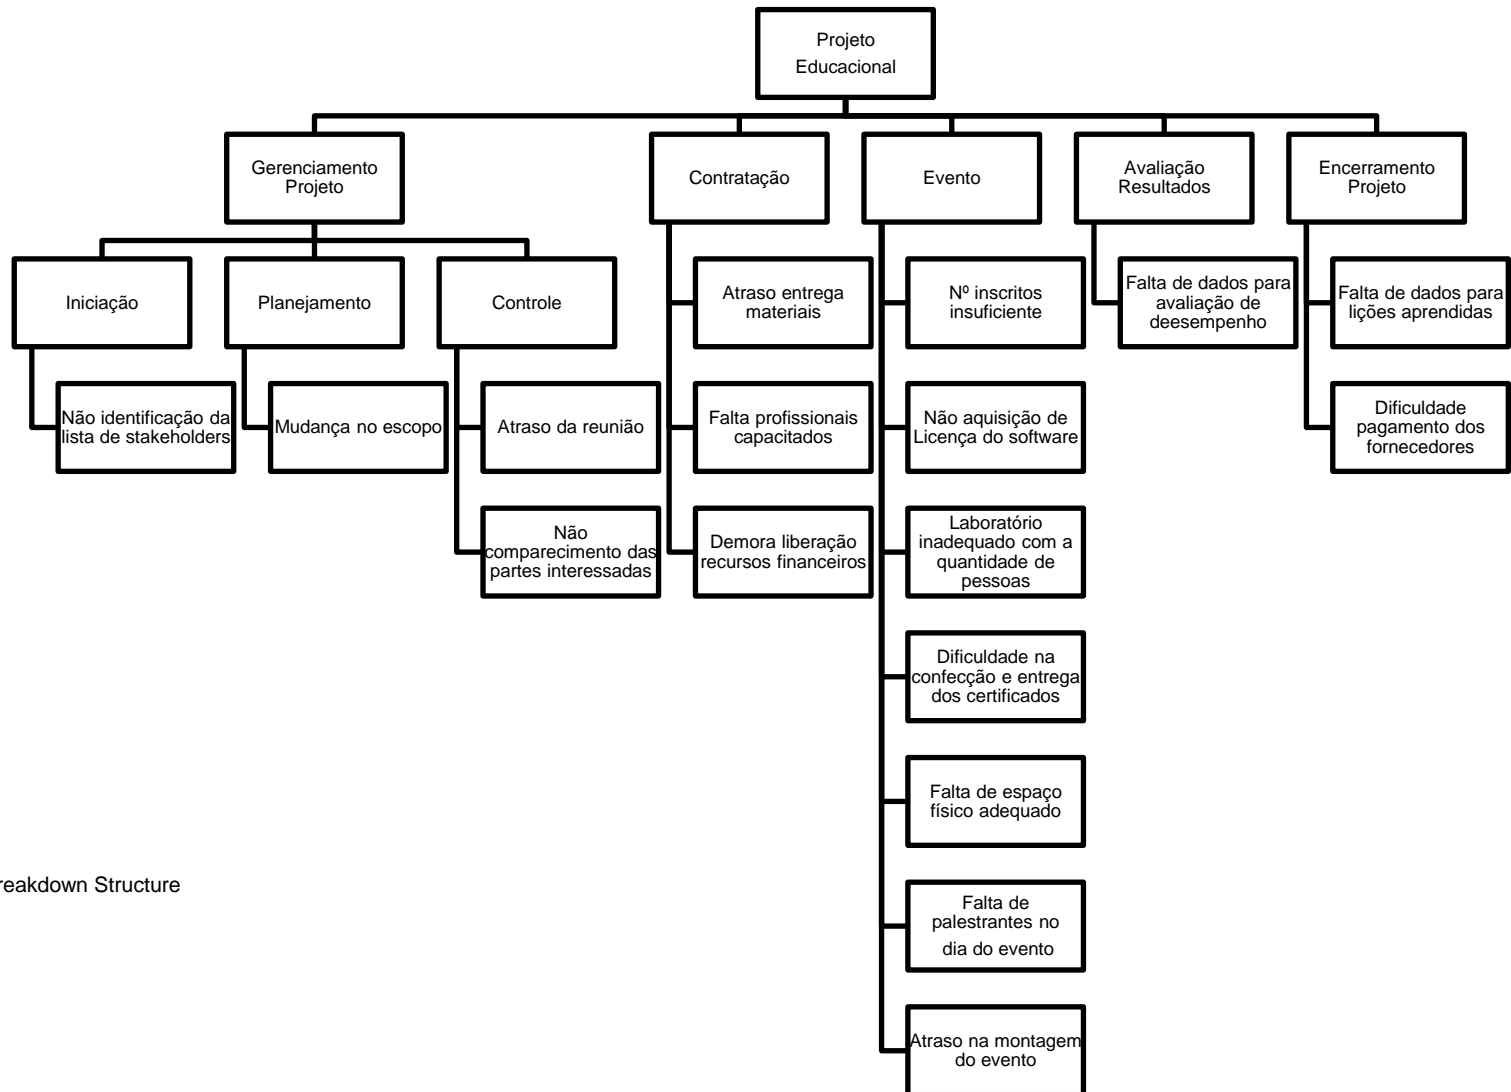 Projeto
Educacional
Gerenciamento
Projeto
Contratação
Evento
Avaliação
Resultados
Encerramento
Projeto
Iniciação
Planejamento
Controle
Atraso entrega
materiais
Nº inscritos
insuficiente
Falta de dados para
avaliação de
deesempenho
Falta de dados para
lições aprendidas
Não identificação da
lista de stakeholders
Mudança no escopo
Atraso da reunião
Falta profissionais
capacitados
Não aquisição de
Licença do software
Dificuldade
pagamento dos
fornecedores
Não
comparecimento das
partes interessadas
Demora liberação
recursos financeiros
Laboratório
inadequado com a
quantidade de
pessoas
Dificuldade na
confecção e entrega
dos certificados
Falta de espaço
físico adequado
reakdown Structure
Falta de
palestrantes no
dia do evento
Atraso na montagem
do evento